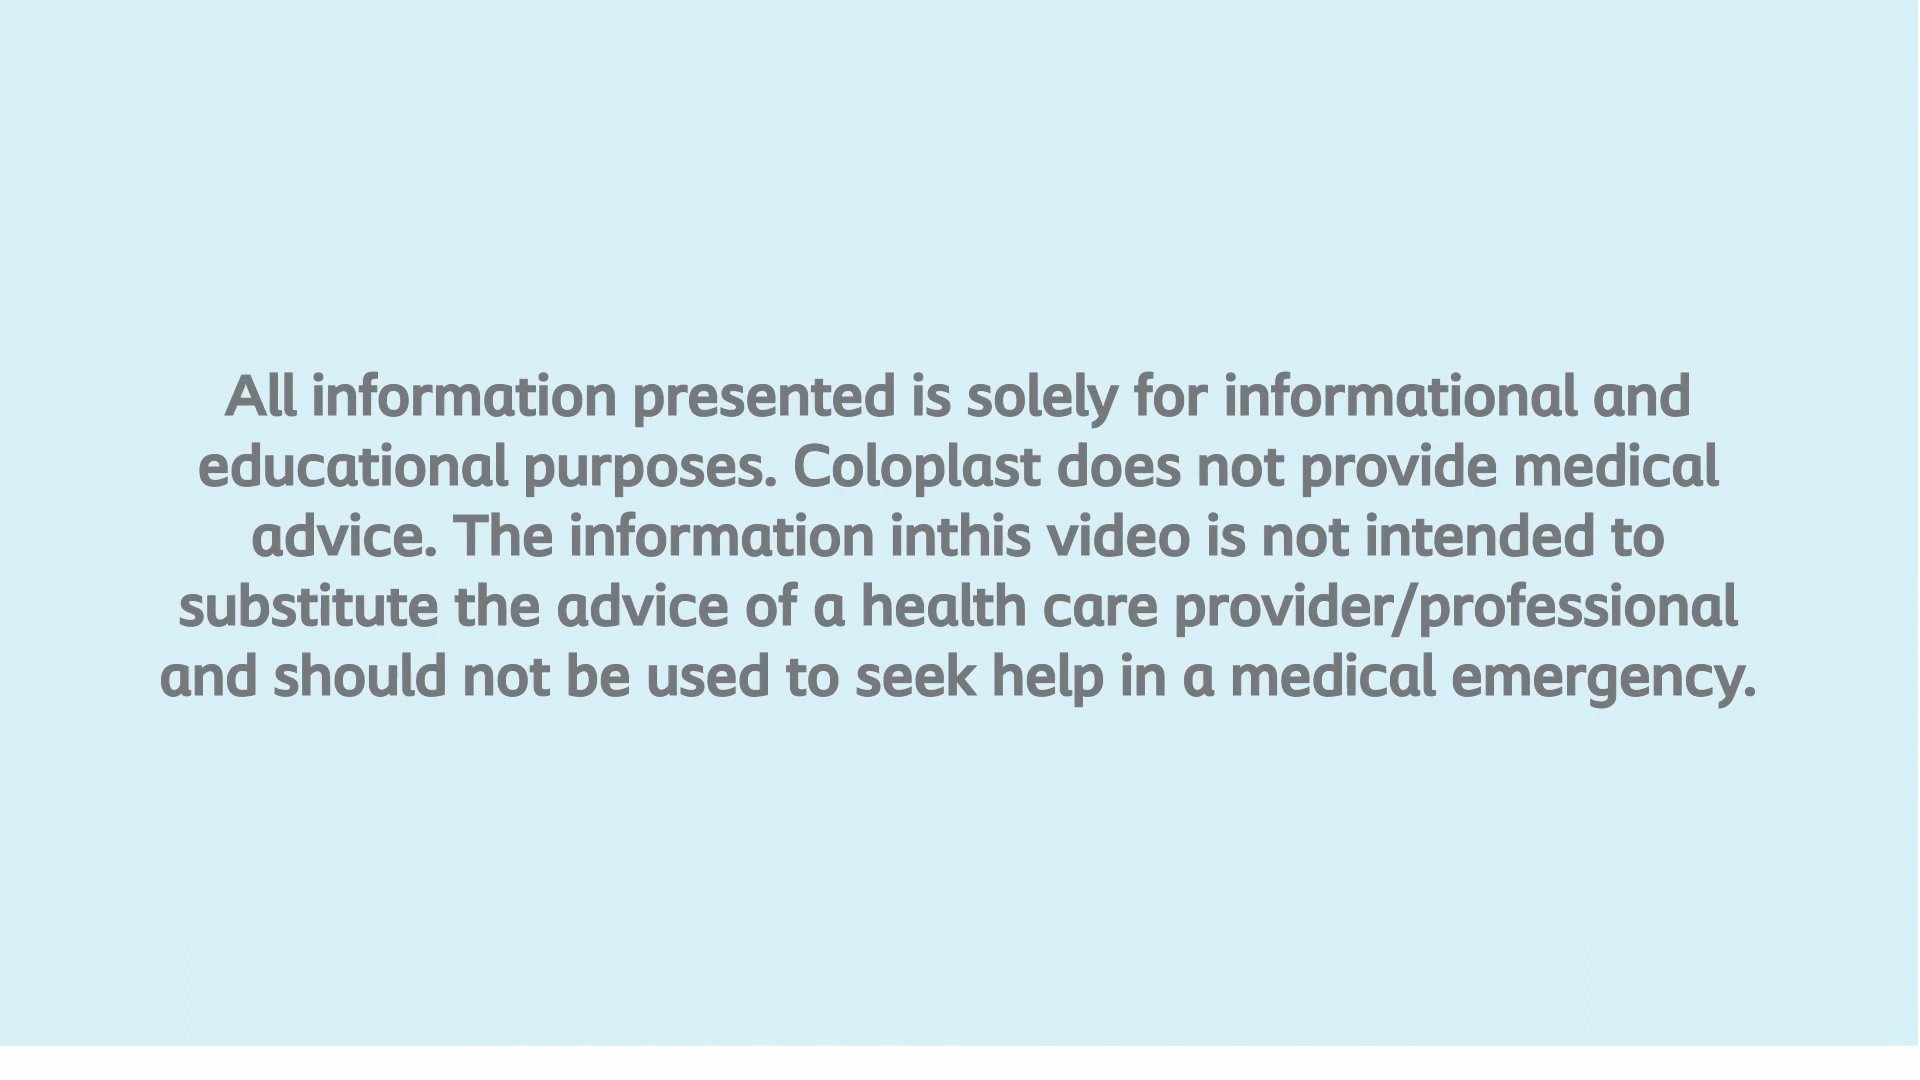 All information presented is solely for informational and
educational purposes. Coloplast does not provide medical
advice. The information inthis video is not intended to
substitute the advice of a health care provider/professional
and should not be used to seek help in a medical emergency.